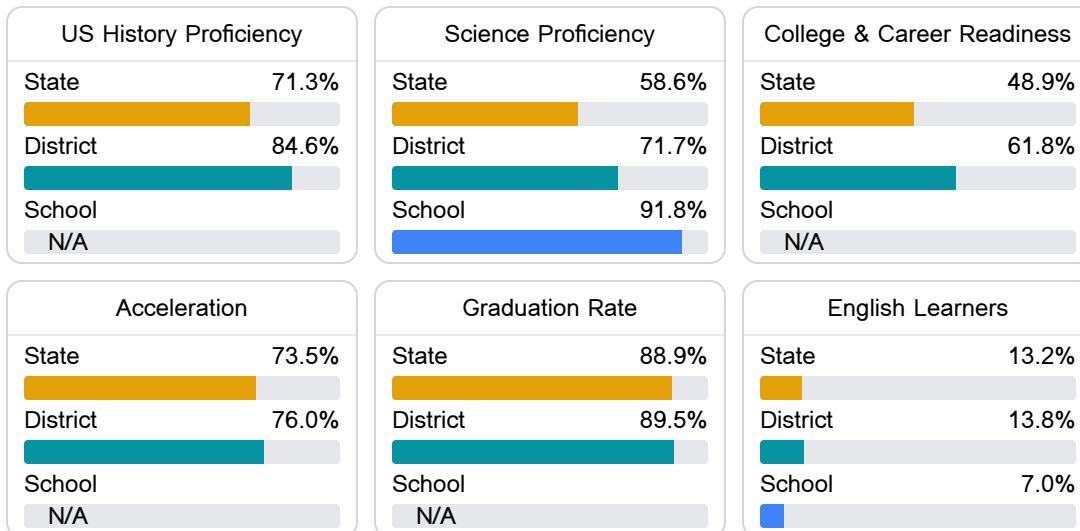 US History Proficiency
State 71.3%
District 84.6%
School
N/A
Science Proficiency
State 58.6%
District 71.7%
School 91.8%
College & Career Readiness
State 48.9%
District 61.8%
School
N/A
Acceleration
State 73.5%
District 76.0%
School
N/A
Graduation Rate
State 88.9%
District 89.5%
School
N/A
English Learners
State 13.2%
District 13.8%
School 7.0%